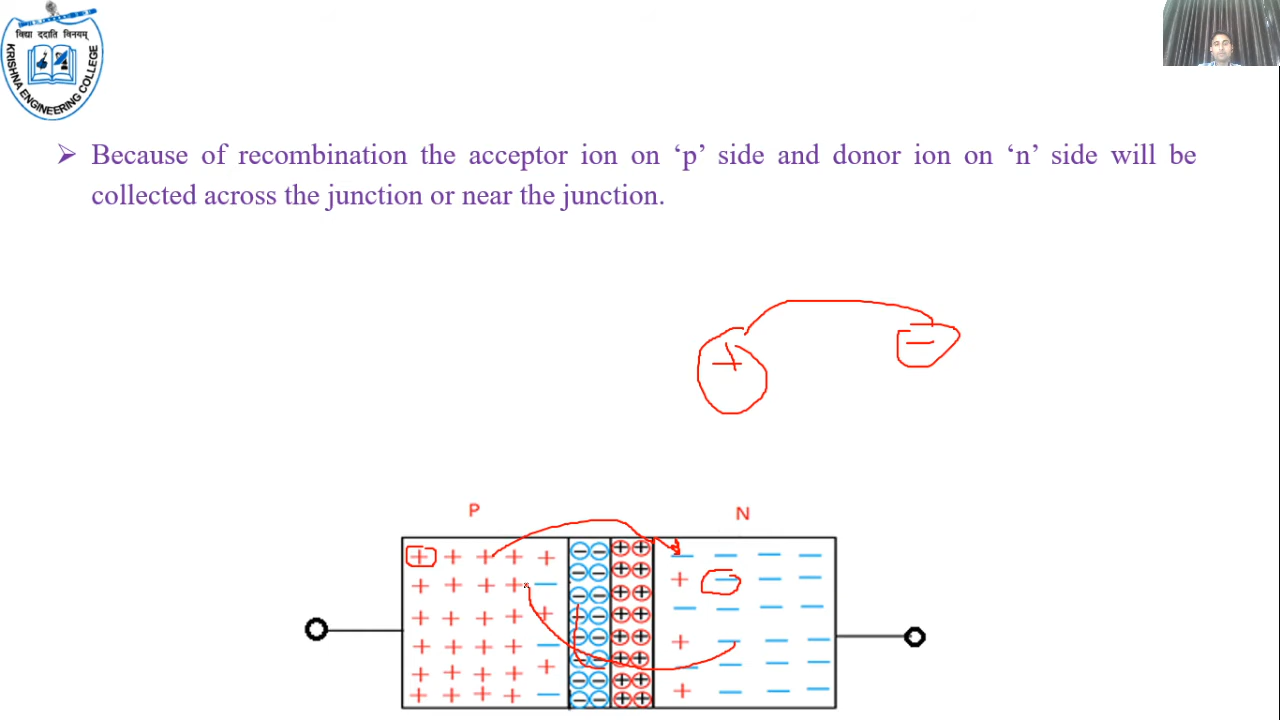 विद्या ददाति विनयम्
KRISHNA ENGINEERING COLLEGE
➢ Because of recombination the acceptor ion on ‘p’ side and donor ion on ‘n’ side will be
collected across the junction or near the junction.
+ −
P N